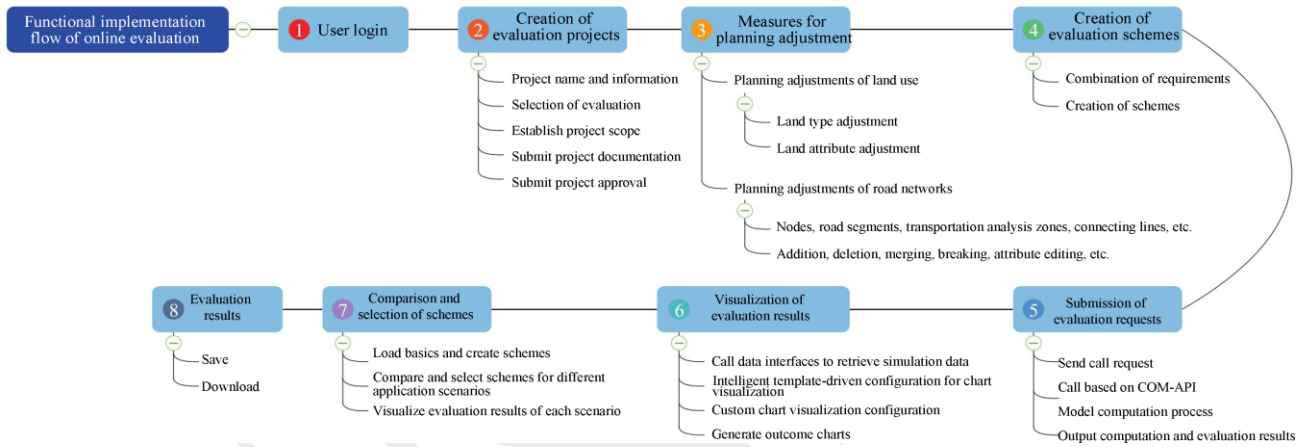 Functional implementation
flow of online evaluation
1 User login
2 Creation of
evaluation projects
Project name and information
Selection of evaluation
Establish project scope
Submit project documentation
Submit project approval
3 Measures for
planning adjustment
Planning adjustments of land use
Land type adjustment
Land attribute adjustment
Planning adjustments of road networks
Nodes, road segments, transportation analysis zones, connecting lines, etc.
Addition, deletion, merging, breaking, attribute editing, etc.
4 Creation of
evaluation schemes
Combination of requirements
Creation of schemes
5 Submission of
evaluation requests
Send call request
Call based on COM-API
Model computation process
Output computation and evaluation results
6 Visualization of
evaluation results
Call data interfaces to retrieve simulation data
Intelligent template-driven configuration for chart
visualization
Custom chart visualization configuration
Generate outcome charts
7 Comparison and
selection of schemes
Load basics and create schemes
Compare and select schemes for different
application scenarios
Visualize evaluation results of each scenario
8 Evaluation
results
Save
Download